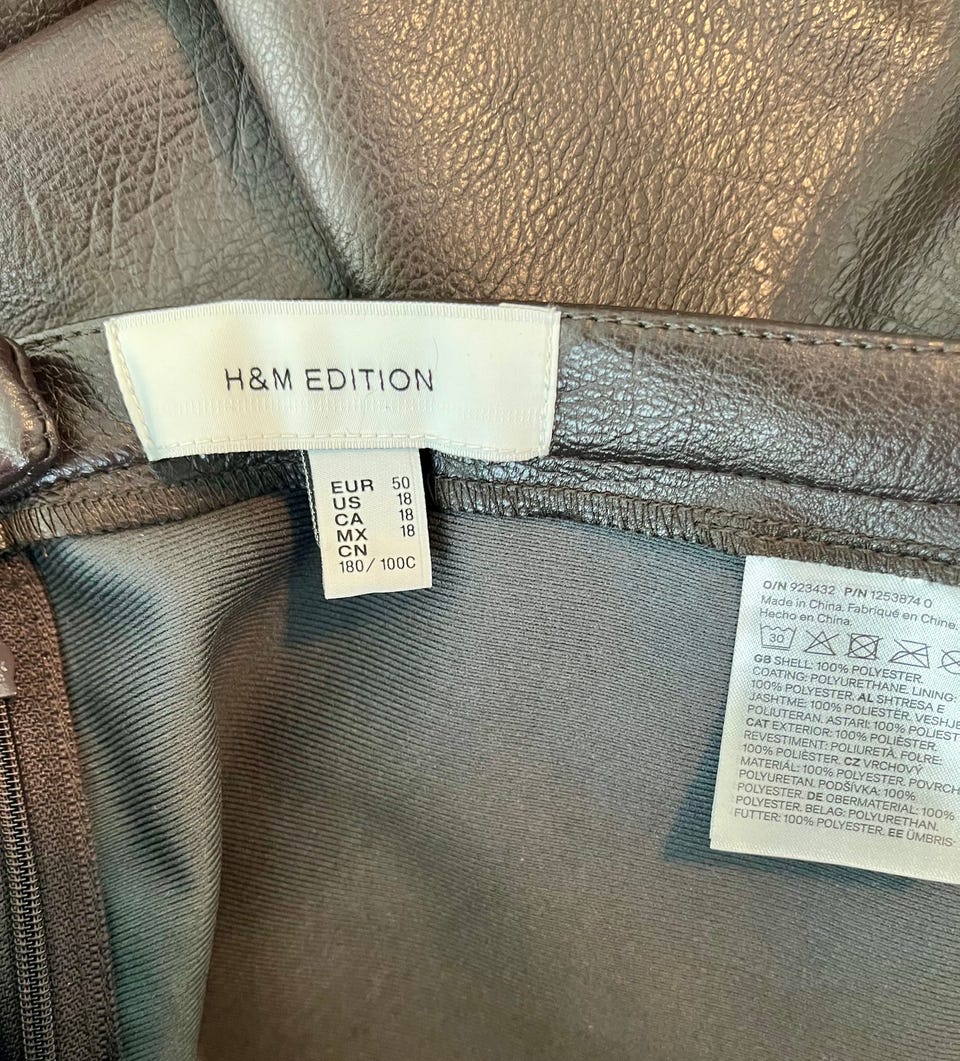 H&M EDITION
EUR 50
US 18
CA 18
MX 18
CN
180/100C
O/N 923432 P/N 1253874 0
Made in China. Fabriqué en Chine.
Hecho en China.
30
GB SHELL: 100% POLYESTER.
COATING: POLYURETHANE. LINING:
100% POLYESTER. AL SHTRESA E
JASHTME: 100% POLIESTËR. VESHJE
POLIURETAN. ASTARI: 100% POLIEST
CAT EXTERIOR: 100% POLIÈSTER.
REVESTIMENT: POLIURETÀ. FOLRE:
100% POLIÈSTER. CZ VRCHOVÝ
MATERIÁL: 100% POLYESTER. POVRCH
POLYURETAN. PODŠÍVKA: 100%
POLYESTER. DE OBERMATERIAL: 100%
POLYESTER. BELAG: POLYURETHAN.
FUTTER: 100% POLYESTER. EE ÜMBRIS-